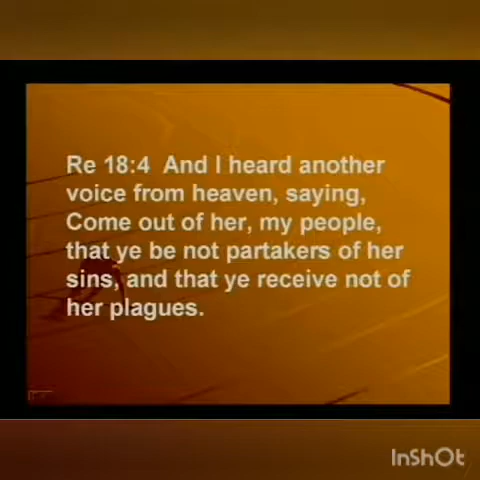 Re 18:4 And I heard another
voice from heaven, saying,
Come out of her, my people,
that ye be not partakers of her
sins, and that ye receive not of
her plagues.
InShOt